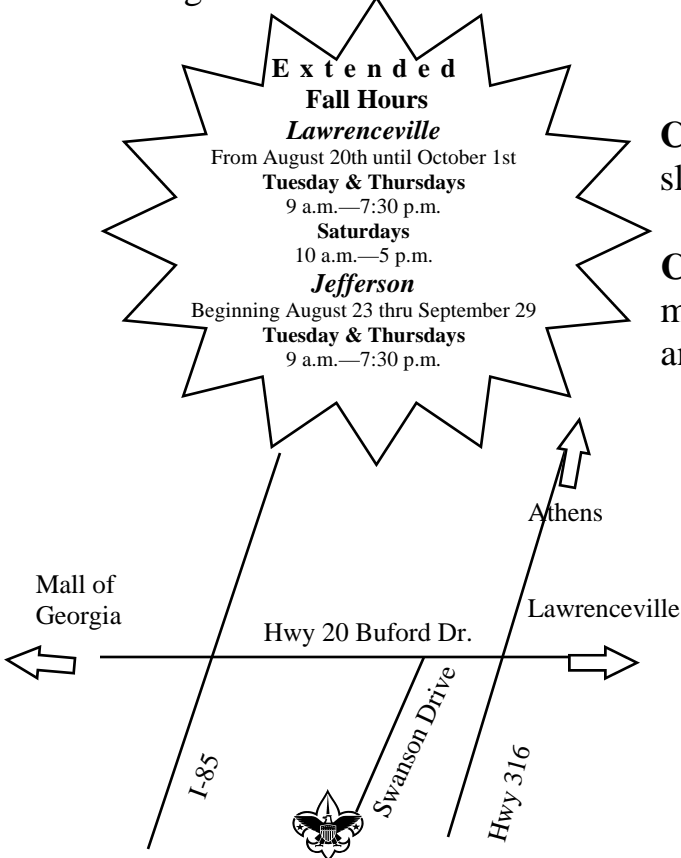 E x t e n d e d
Fall Hours
Lawrenceville
From August 20th until October 1st
Tuesday & Thursdays
9 a.m.—7:30 p.m.
Saturdays
10 a.m.—5 p.m.
Jefferson
Beginning August 23 thru September 29
Tuesday & Thursdays
9 a.m.—7:30 p.m.
Athens
Mall of
Georgia
Lawrenceville
Hwy 20 Buford Dr.
I-85
Swanson Drive
Hwy 316